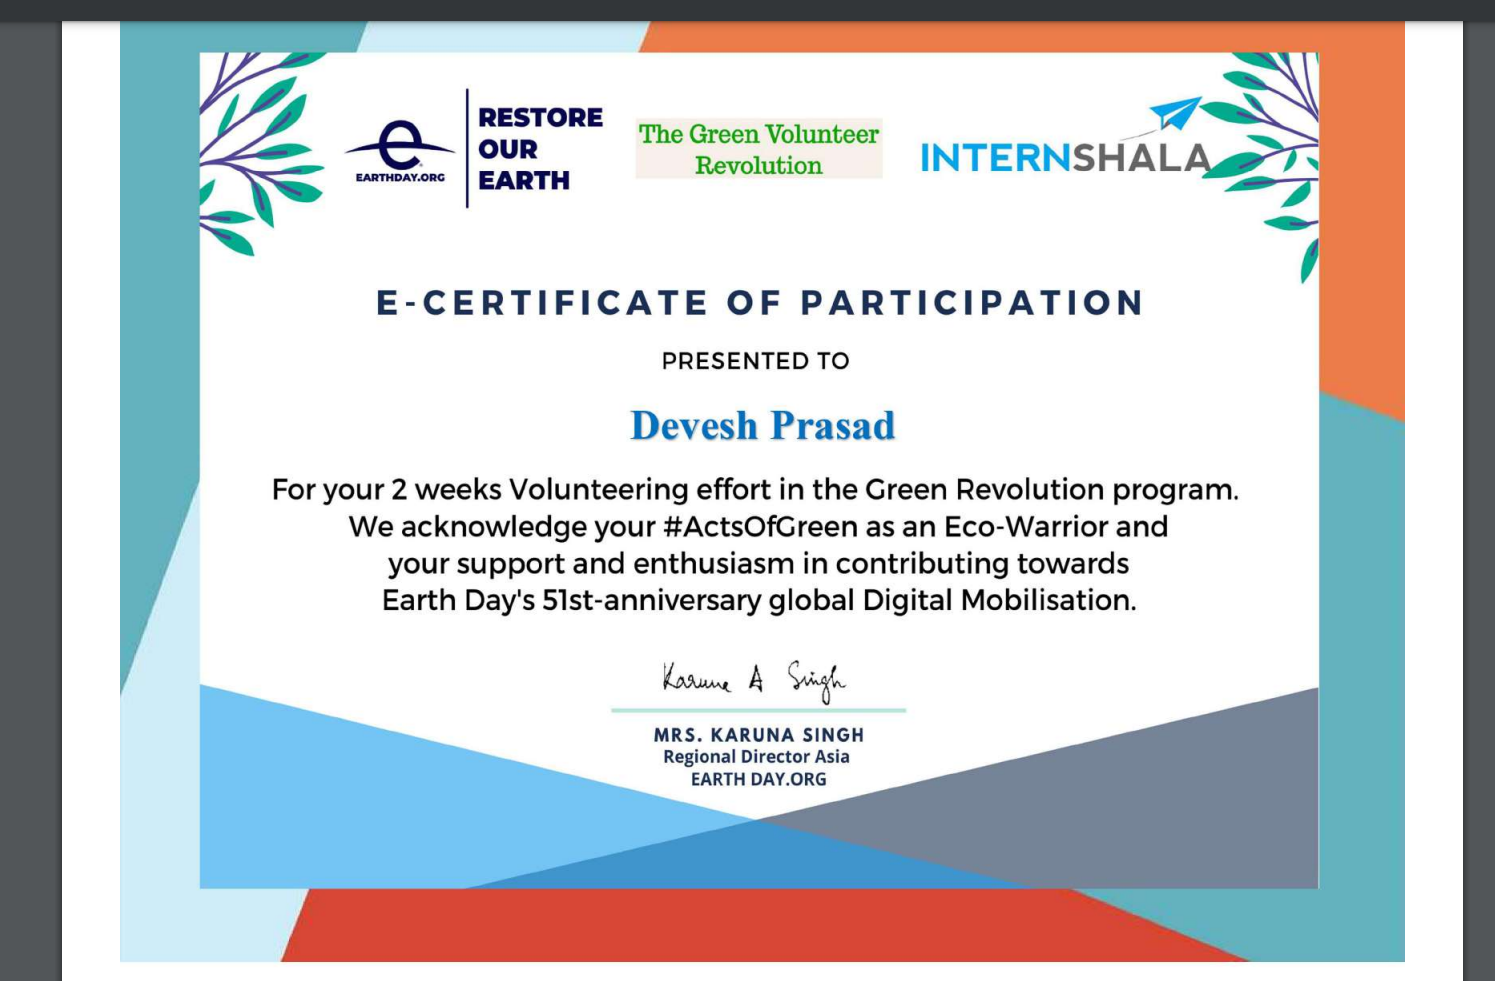 EARTHDAY.ORG
RESTORE
OUR
EARTH
The Green Volunteer
Revolution
INTERNSHALA
E-CERTIFICATE OF PARTICIPATION
PRESENTED TO
Devesh Prasad
For your 2 weeks Volunteering effort in the Green Revolution program.
We acknowledge your #ActsOfGreen as an Eco-Warrior and
your support and enthusiasm in contributing towards
Earth Day's 51st-anniversary global Digital Mobilisation.
Karuna A Singh
MRS. KARUNA SINGH
Regional Director Asia
EARTH DAY.ORG